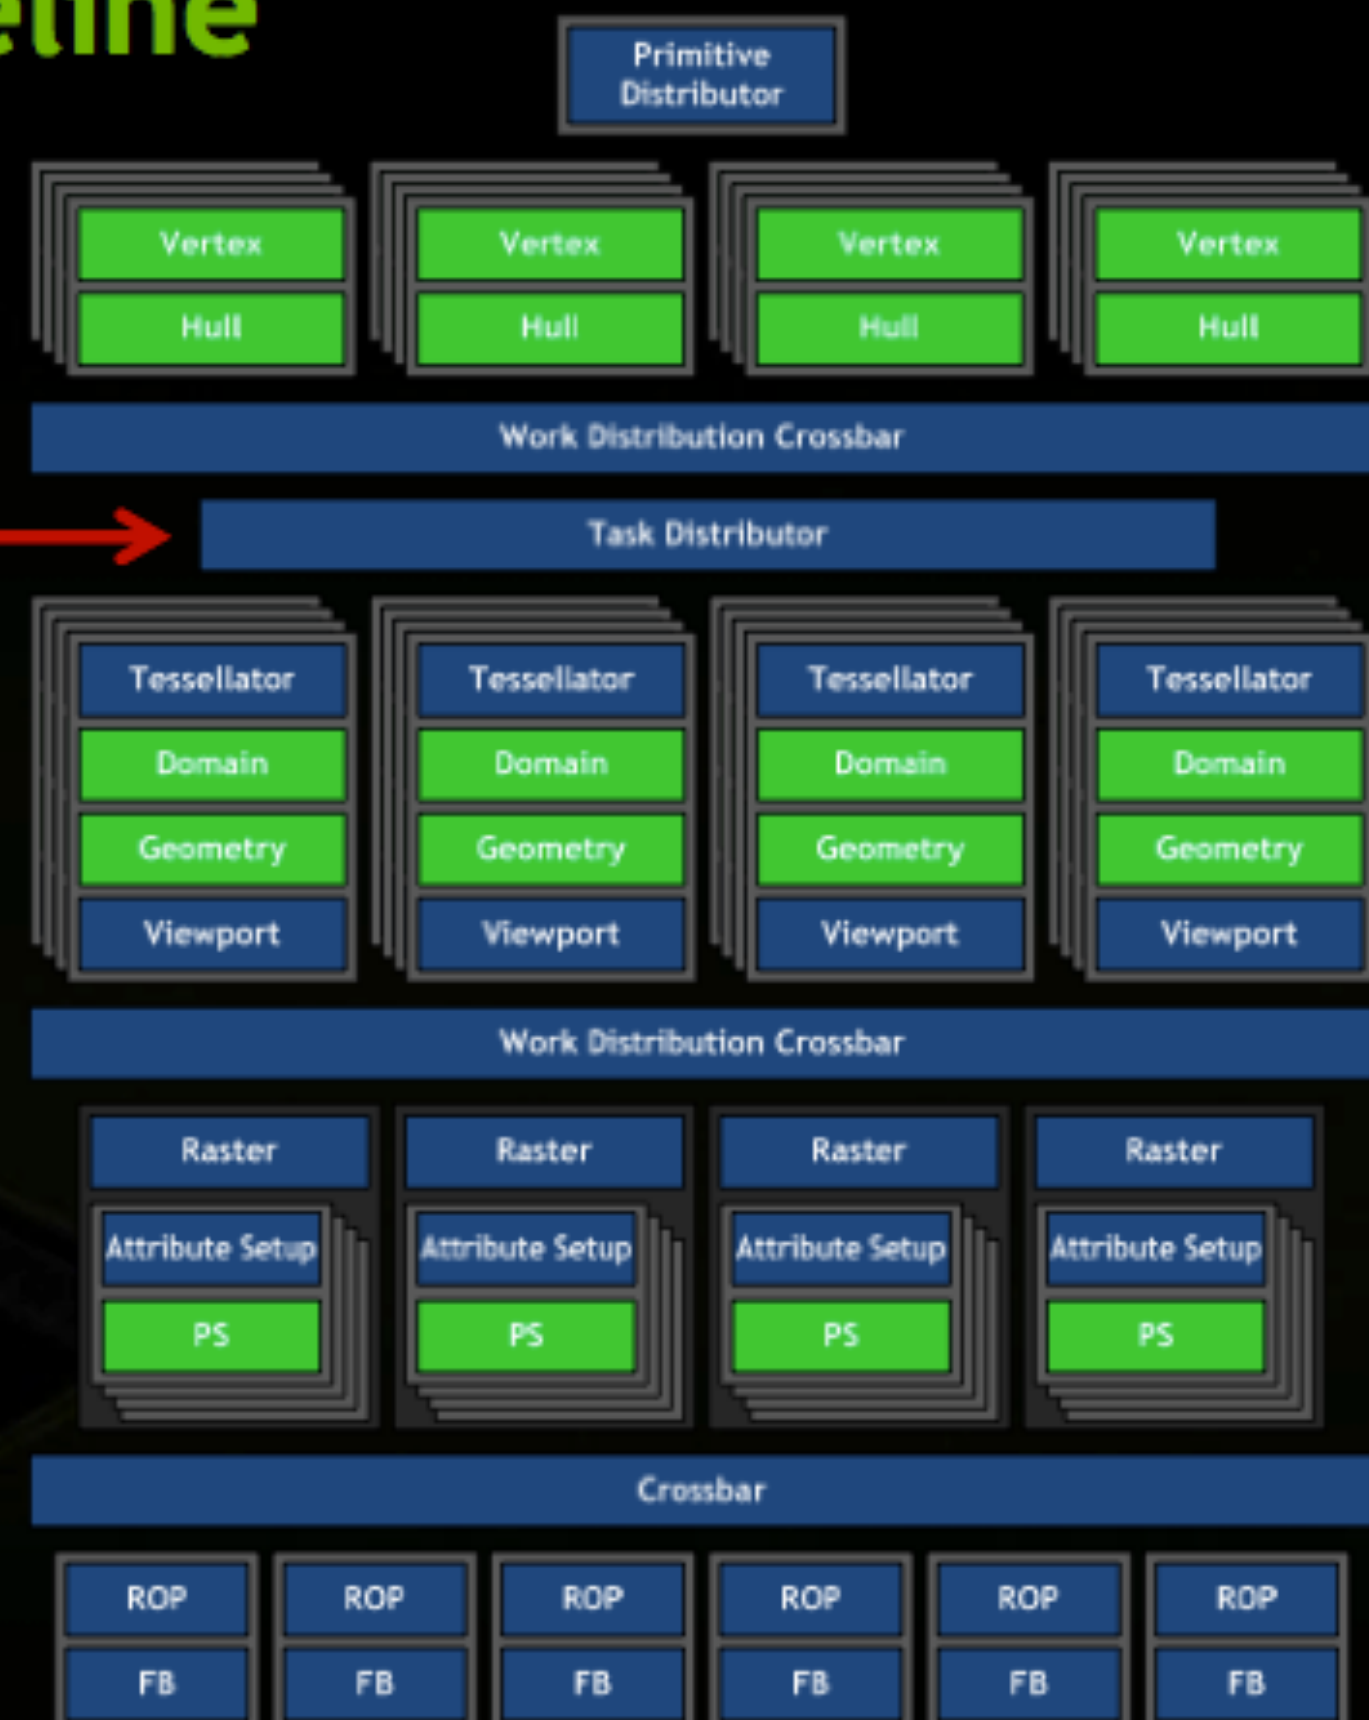 eline
Primitive
Distributor
Vertex Vertex Vertex Vertex
Hull Hull Hull Hull
Work Distribution Crossbar
Task Distributor
Tessellator Tessellator Tessellator Tessellator
Domain Domain Domain Domain
Geometry Geometry Geometry Geometry
Viewport Viewport Viewport Viewport
Work Distribution Crossbar
Raster Raster Raster Raster
Attribute Setup Attribute Setup Attribute Setup Attribute Setup
PS PS PS PS
Crossbar
ROP ROP ROP ROP ROP ROP
FB FB FB FB FB FB